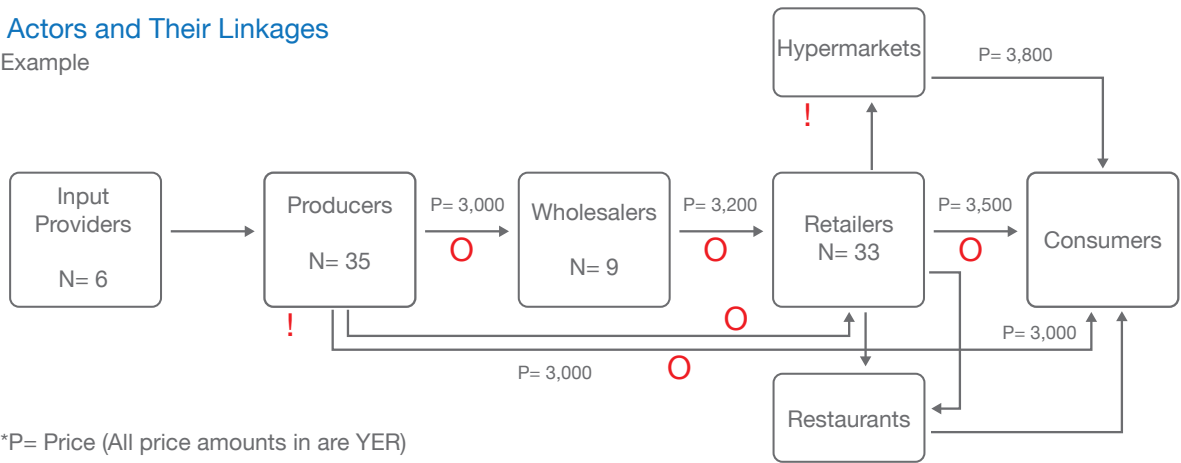 Actors and Their Linkages
Example
Hypermarkets
P= 3,800
!
Input
Providers
N= 6
Producers
N= 35
P= 3,000
O
Wholesalers
N= 9
P= 3,200
O
Retailers
N= 33
P= 3,500
O
Consumers
!
O
P= 3,000
P= 3,000
O
Restaurants
*P= Price (All price amounts in are YER)